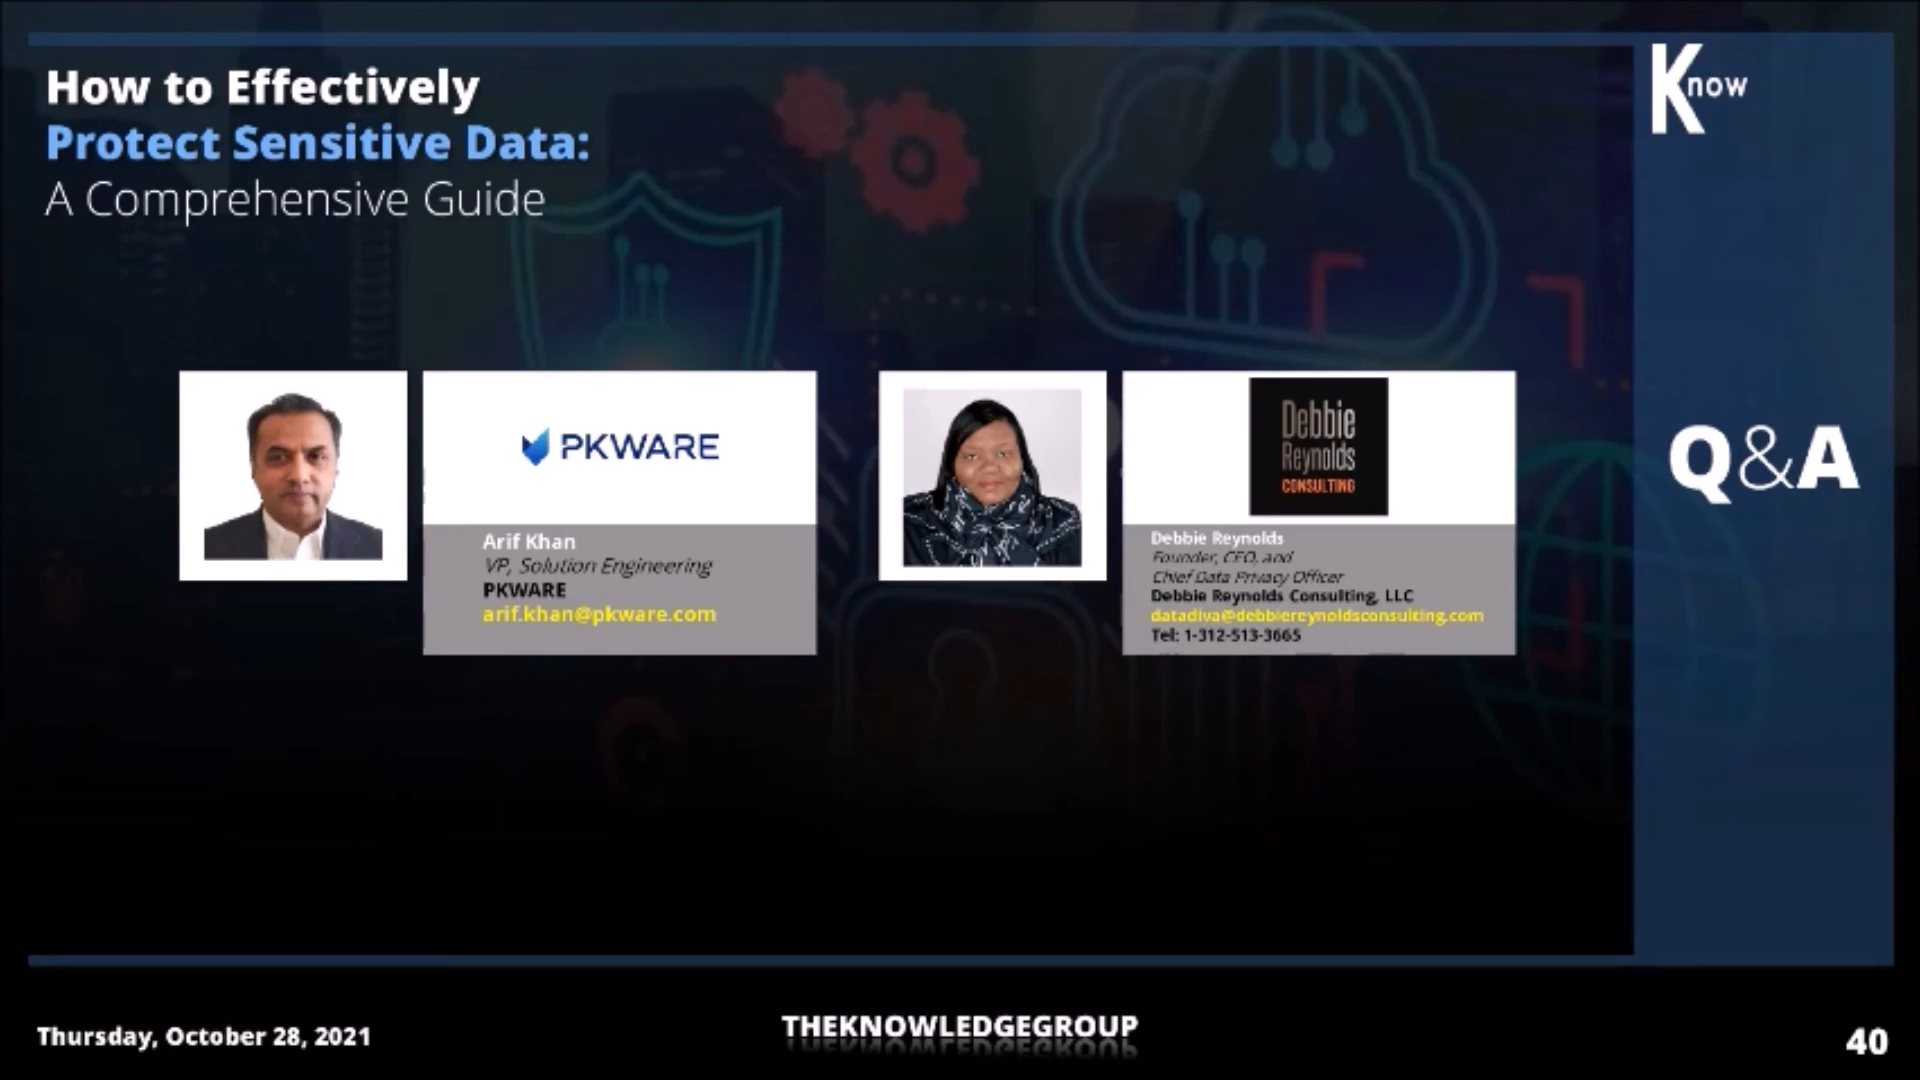 How to Effectively
Protect Sensitive Data:
A Comprehensive Guide
Know
Q&A
PKWARE
Arif Khan
VP, Solution Engineering
PKWARE
arif.khan@pkware.com
Debbie
Reynolds
CONSULTING
Debbie Reynolds
Founder, CEO, and
Chief Data Privacy Officer
Debbie Reynolds Consulting, LLC
datadiva@debbiereynoldsconsulting.com
Tel: 1-312-513-3665
Thursday, October 28, 2021
THEKNOWLEDGEGROUP
40